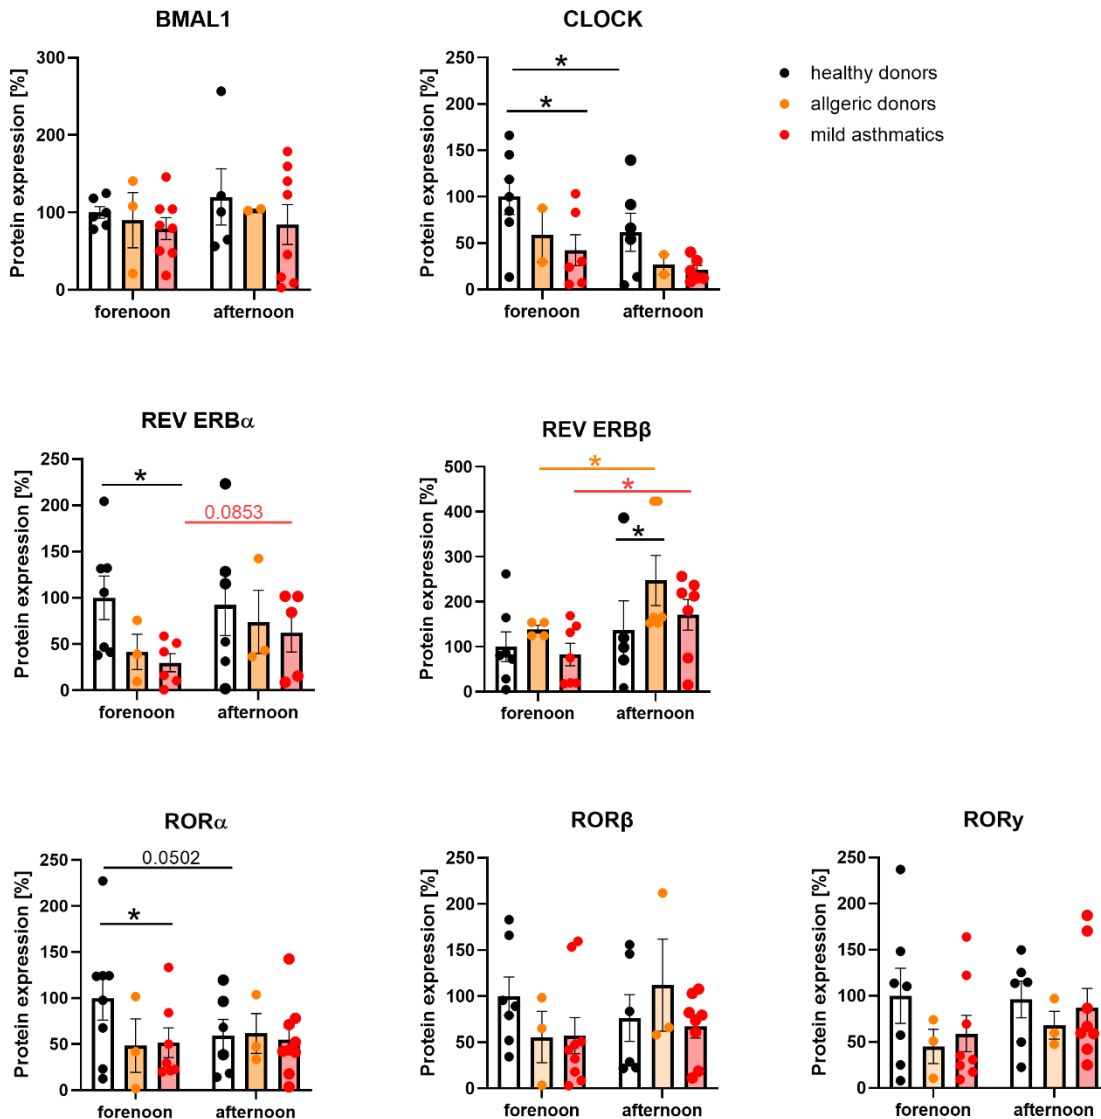 BMAL1
CLOCK
healthy donors
allgeric donors
mild asthmatics
Protein expression [%]
300
200
100
0
forenoon afternoon
Protein expression [%]
250
200
150
100
50
0
*
*
forenoon afternoon
REV ERBα
REV ERBβ
Protein expression [%]
250
200
150
100
50
0
*
0.0853
forenoon afternoon
Protein expression [%]
500
400
300
200
100
0
*
*
*
forenoon afternoon
RORα
RORβ
RORy
Protein expression [%]
250
200
150
100
50
0
0.0502
*
forenoon afternoon
Protein expression [%]
250
200
150
100
50
0
forenoon afternoon
Protein expression [%]
250
200
150
100
50
0
forenoon afternoon